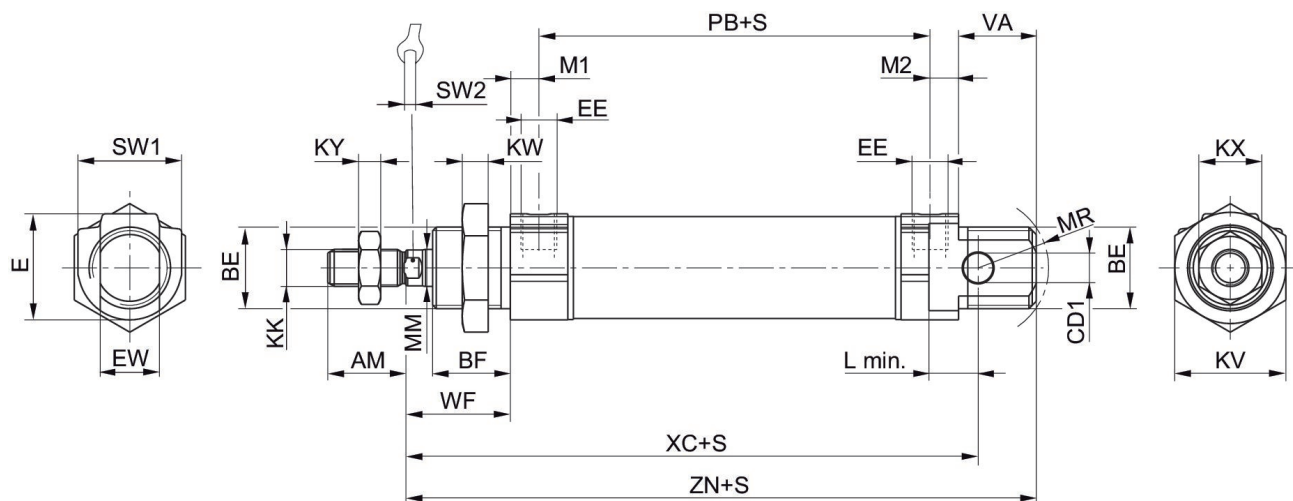 PB+S
VA
M1
M2
SW2
EE
SW1
KY
KW
EE
KX
MR
E
BE
BE
KK
MM
CD1
EW
AM
BF
L min.
KV
WF
XC+S
ZN+S